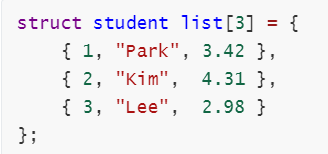 struct student list[3] = {
    { 1, "Park", 3.42 },
    { 2, "Kim",  4.31 },
    { 3, "Lee",  2.98 }
};